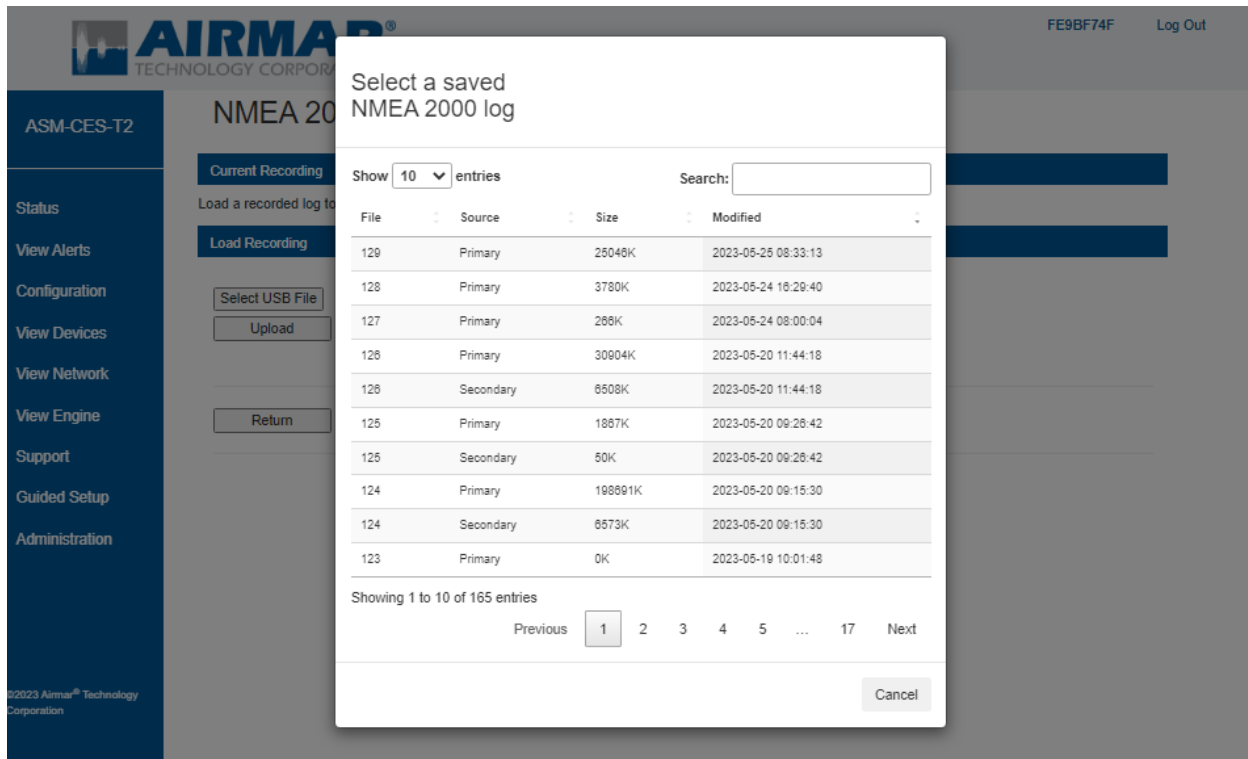 AIRMAR®
TECHNOLOGY CORPORA
FE9BF74F Log Out
ASM-CES-T2
Status
View Alerts
Configuration
View Devices
View Network
View Engine
Support
Guided Setup
Administration
©2023 Airmar® Technology
Corporation
NMEA 20
Current Recording
Load a recorded log to
Load Recording
Select USB File
Upload
Return
Select a saved
NMEA 2000 log
Show 10 entries Search:
File Source Size Modified
129 Primary 25046K 2023-05-25 08:33:13
128 Primary 3780K 2023-05-24 16:29:40
127 Primary 266K 2023-05-24 08:00:04
126 Primary 30904K 2023-05-20 11:44:18
126 Secondary 6508K 2023-05-20 11:44:18
125 Primary 1867K 2023-05-20 09:26:42
125 Secondary 50K 2023-05-20 09:26:42
124 Primary 198691K 2023-05-20 09:15:30
124 Secondary 6573K 2023-05-20 09:15:30
123 Primary 0K 2023-05-19 10:01:48
Showing 1 to 10 of 165 entries
Previous 1 2 3 4 5 … 17 Next
Cancel